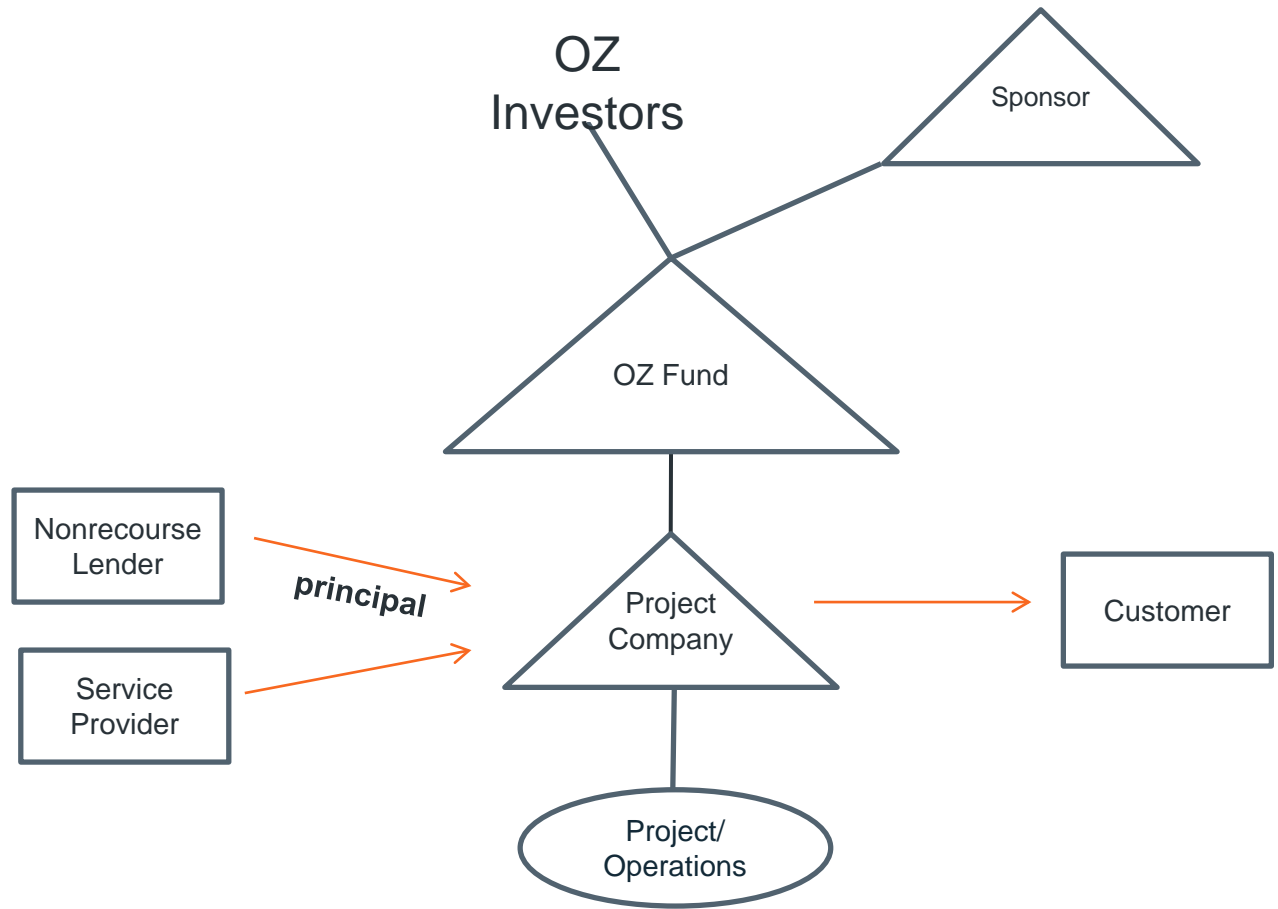 OZ
Investors
Sponsor
OZ Fund
Nonrecourse
Lender
principal
Project
Company
Customer
Service
Provider
Project/
Operations